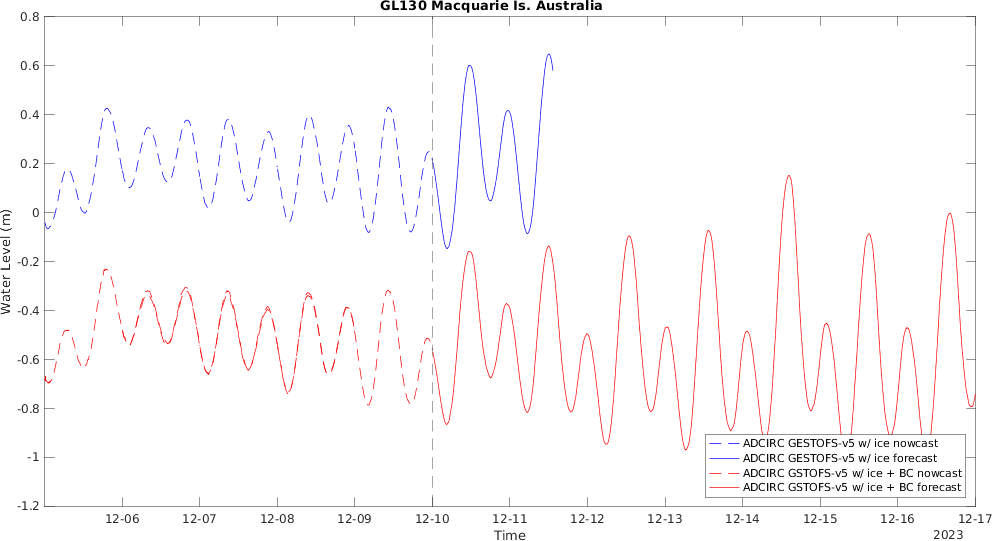 GL130 Macquarie Is. Australia
Water Level (m)
0.8
0.6
0.4
0.2
0
-0.2
-0.4
-0.6
-0.8
-1
-1.2
ADCIRC GESTOFS-v5 w/ ice nowcast
ADCIRC GESTOFS-v5 w/ ice forecast
ADCIRC GSTOFS-v5 w/ ice + BC nowcast
ADCIRC GSTOFS-v5 w/ ice + BC forecast
12-06 12-07 12-08 12-09 12-10 12-11 12-12 12-13 12-14 12-15 12-16 12-17
Time
2023